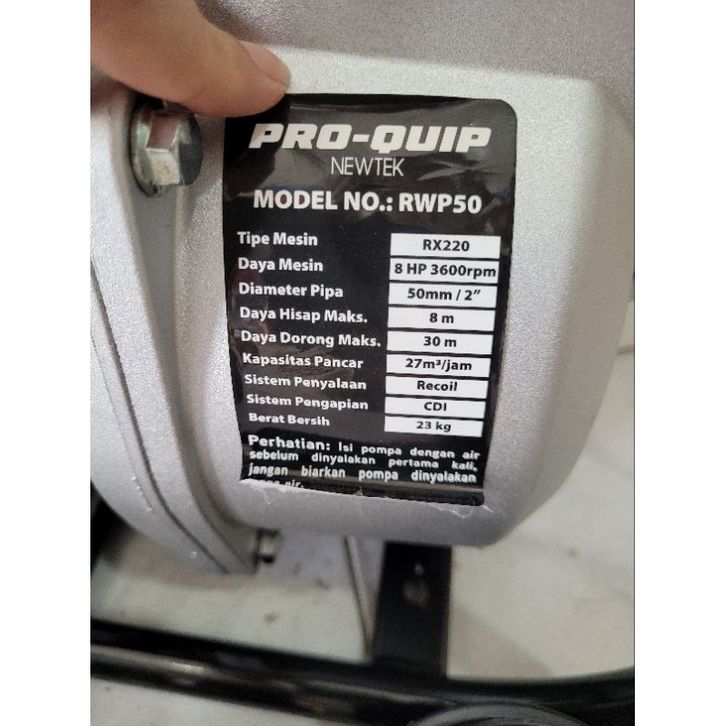 PRO-QUIP
NEWTEK
MODEL NO.: RWP50
Tipe Mesin RX220
Daya Mesin 8 HP 3600rpm
Diameter Pipa 50mm / 2”
Daya Hisap Maks. 8 m
Daya Dorong Maks. 30 m
Kapasitas Pancar 27m³/jam
Sistem Penyalaan Recoil
Sistem Pengapian CDI
Berat Bersih 23 kg
Perhatian: Isi pompa dengan air
sebelum dinyalakan pertama kali,
jangan biarkan pompa dinyalakan
air.